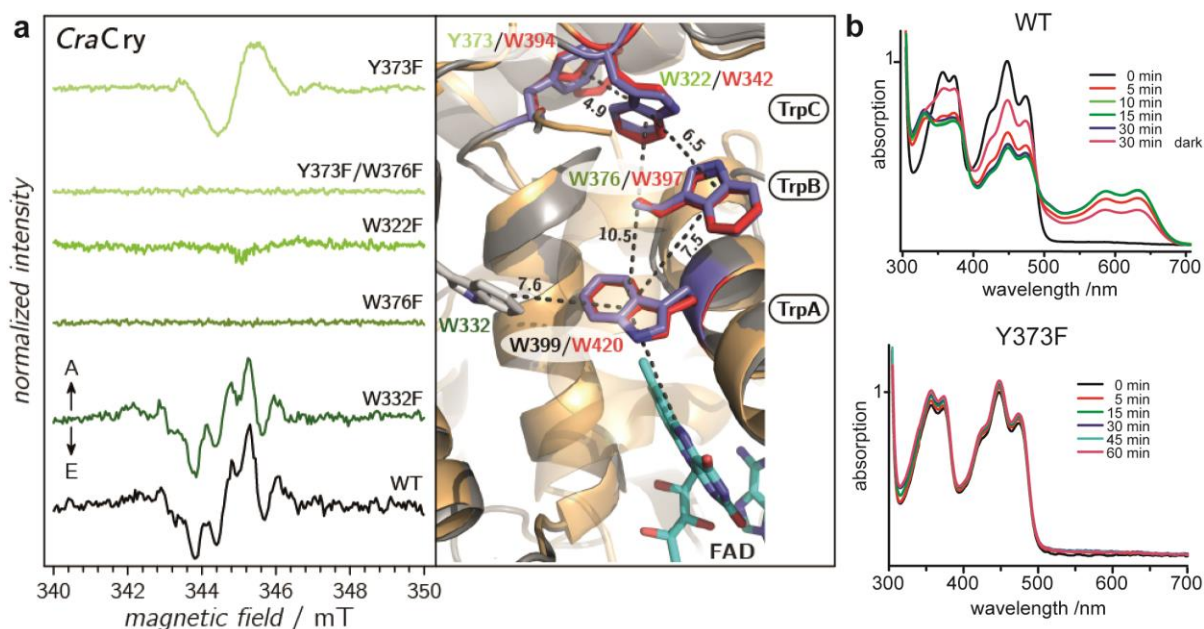 a
CraCry
Y373F
Y373F/W376F
W322F
W376F
W332F
WT
A
E
normalized intensity
340 342 344 346 348 350
magnetic field / mT
Y373/W394
W322/W342
TrpC
4.9
6.5
W376/W397
TrpB
10.5
7.5
7.6
W332
TrpA
W399/W420
FAD
b
WT
1
absorption
0 min
5 min
10 min
15 min
30 min
30 min dark
300 400 500 600 700
wavelength /nm
Y373F
1
absorption
0 min
5 min
15 min
30 min
45 min
60 min
300 400 500 600 700
wavelength /nm